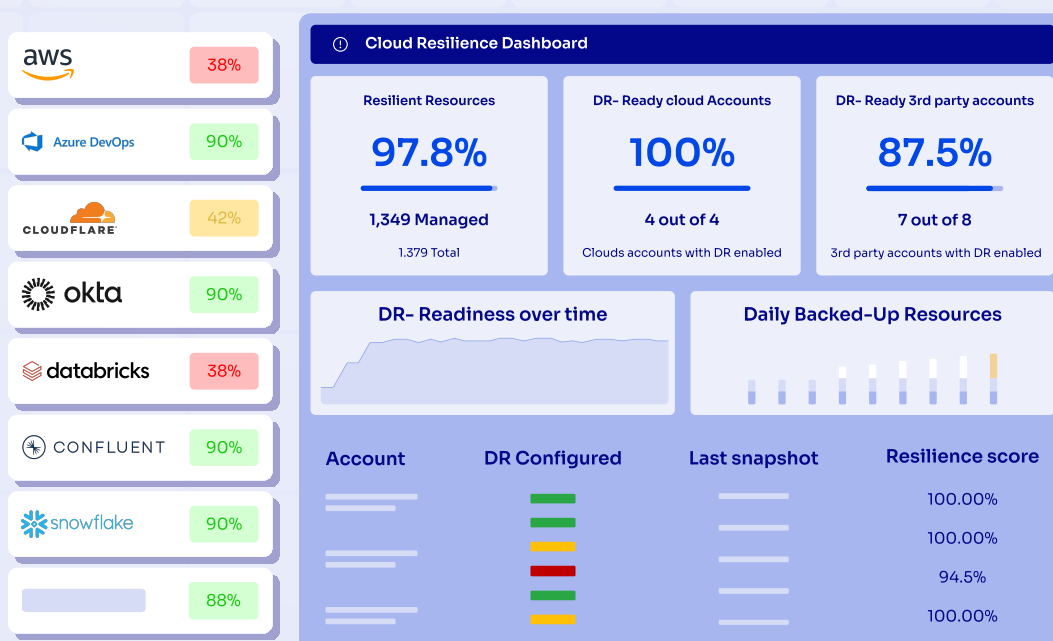 aws
38%
Azure DevOps
90%
CLOUDFLARE
42%
okta
90%
databricks
38%
CONFLUENT
90%
snowflake
90%
88%
Cloud Resilience Dashboard
Resilient Resources
97.8%
1,349 Managed
1.379 Total
DR- Ready cloud Accounts
100%
4 out of 4
Clouds accounts with DR enabled
DR- Ready 3rd party accounts
87.5%
7 out of 8
3rd party accounts with DR enabled
DR- Readiness over time
Daily Backed-Up Resources
Account
DR Configured
Last snapshot
Resilience score
100.00%
100.00%
94.5%
100.00%